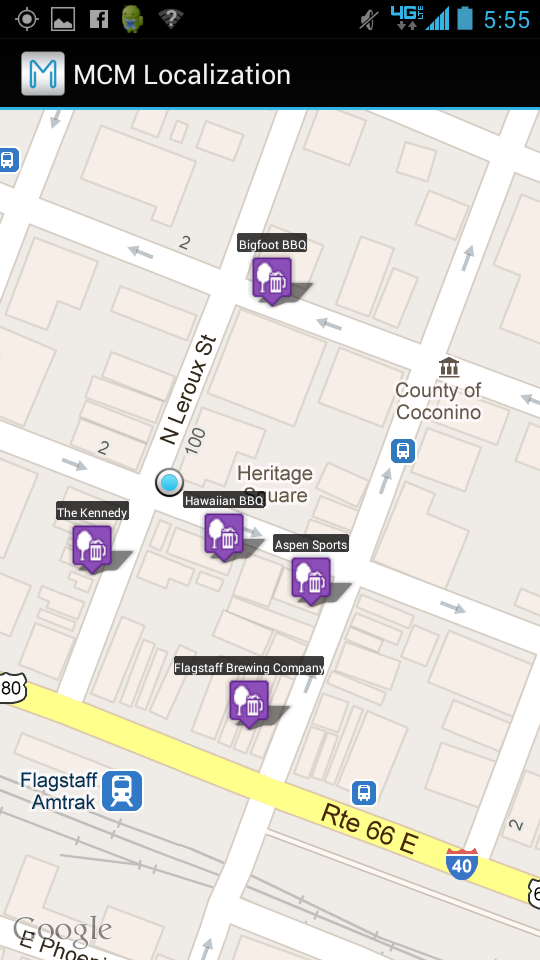 4G
5:55
MCM Localization
2
Bigfoot BBQ
N Leroux St
County of
Coconino
100
2
Heritage
Square
Hawaiian BBQ
The Kennedy
Aspen Sports
Flagstaff Brewing Company
80
Flagstaff
Amtrak
Rte 66 E
2
40
6
Google
E Phoeni